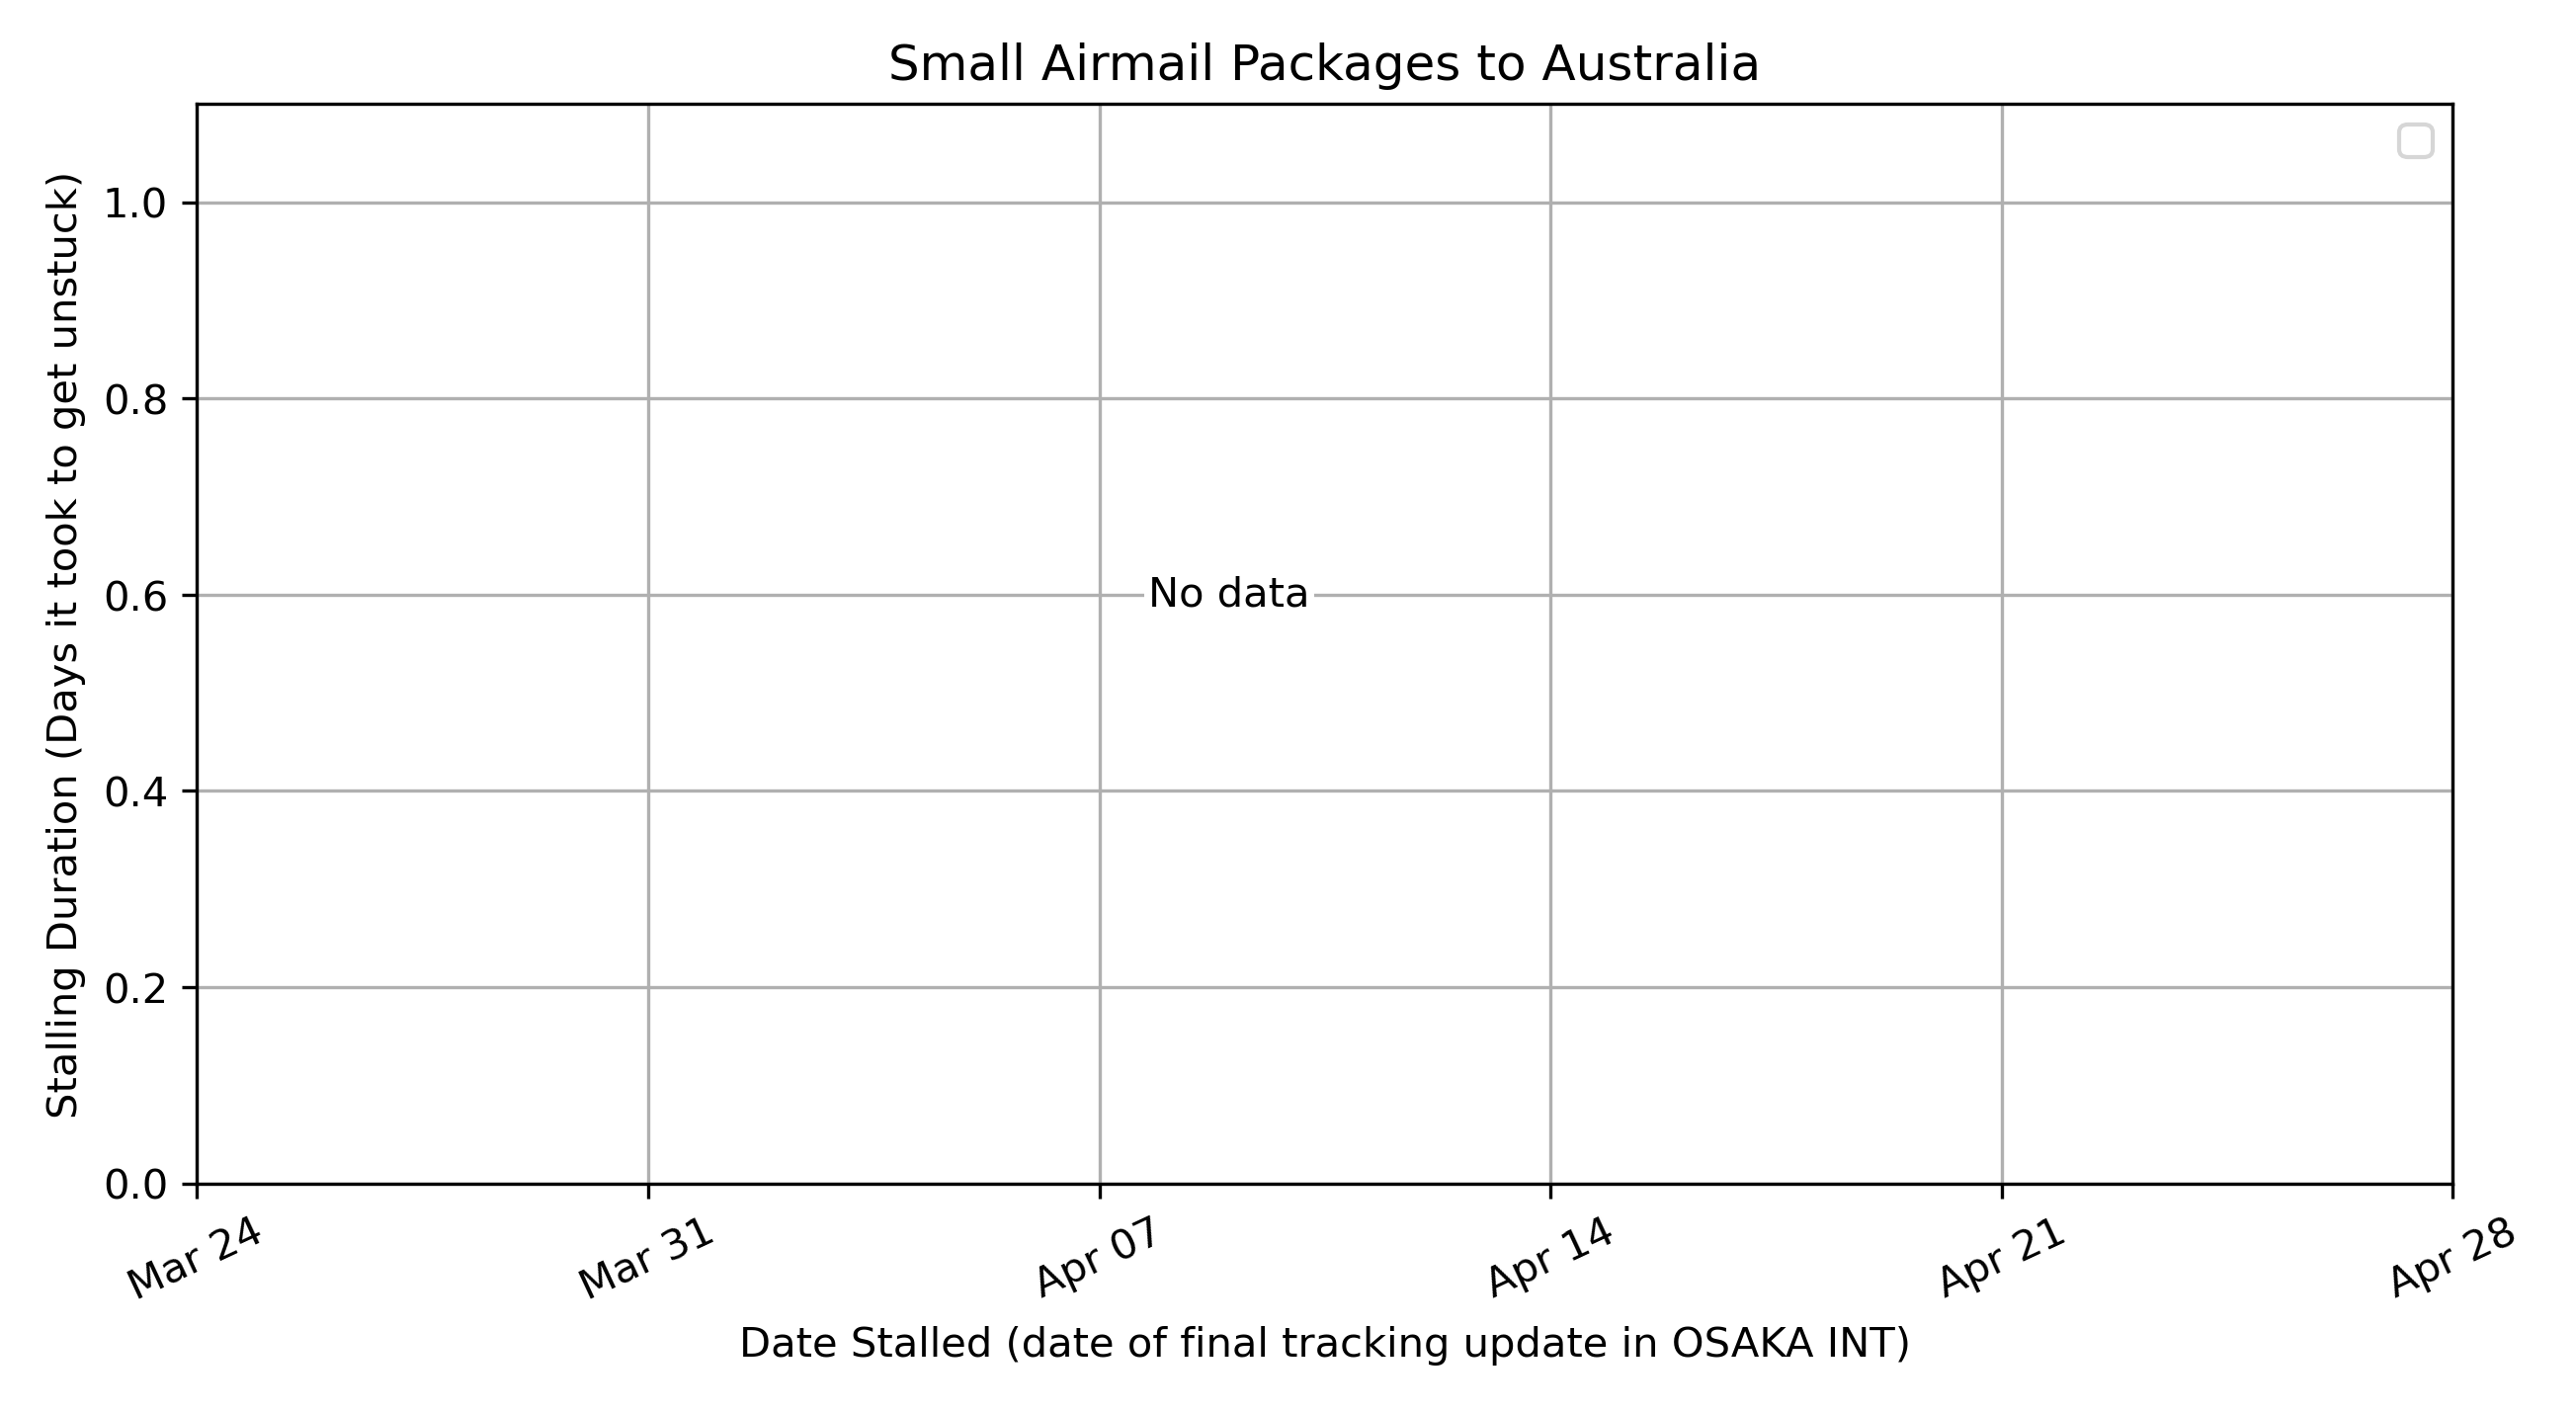 Small Airmail Packages to Australia
Stalling Duration (Days it took to get unstuck)
1.0
0.8
0.6
0.4
0.2
0.0
No data
Mar 24
Mar 31
Apr 07
Apr 14
Apr 21
Apr 28
Date Stalled (date of final tracking update in OSAKA INT)